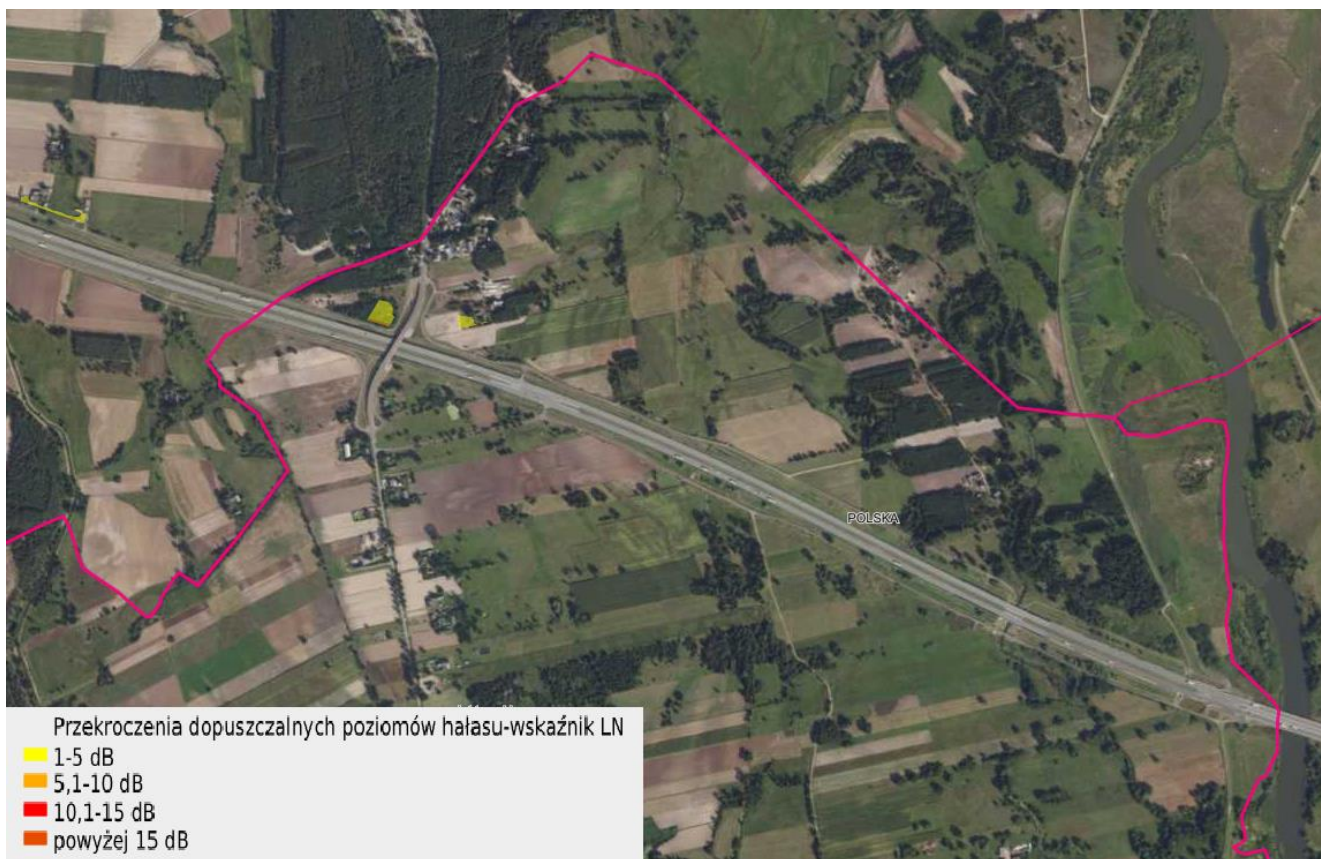 POLSKA
Przekroczenia dopuszczalnych poziomów hałasu-wskaźnik LN
1-5 dB
5,1-10 dB
10,1-15 dB
powyżej 15 dB